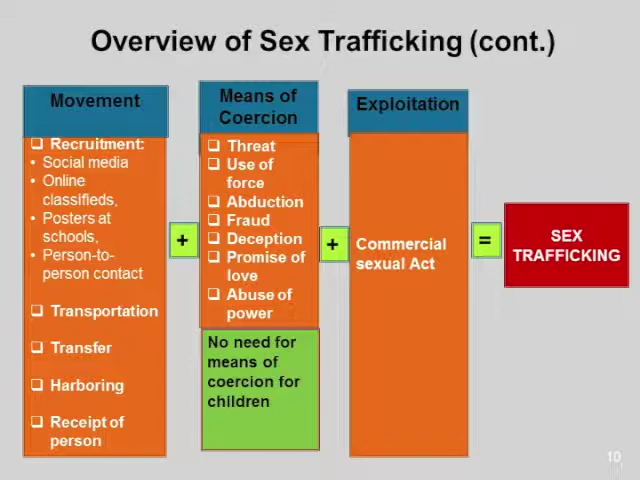 Overview of Sex Trafficking (cont.)
Movement
❑ Recruitment:
• Social media
• Online
classifieds,
• Posters at
schools,
• Person-to-
person contact
❑ Transportation
❑ Transfer
❑ Harboring
❑ Receipt of
person
+
Means of
Coercion
❑ Threat
❑ Use of
force
❑ Abduction
❑ Fraud
❑ Deception
❑ Promise of
love
❑ Abuse of
power
No need for
means of
coercion for
children
+
Exploitation
Commercial
sexual Act
=
SEX
TRAFFICKING
10